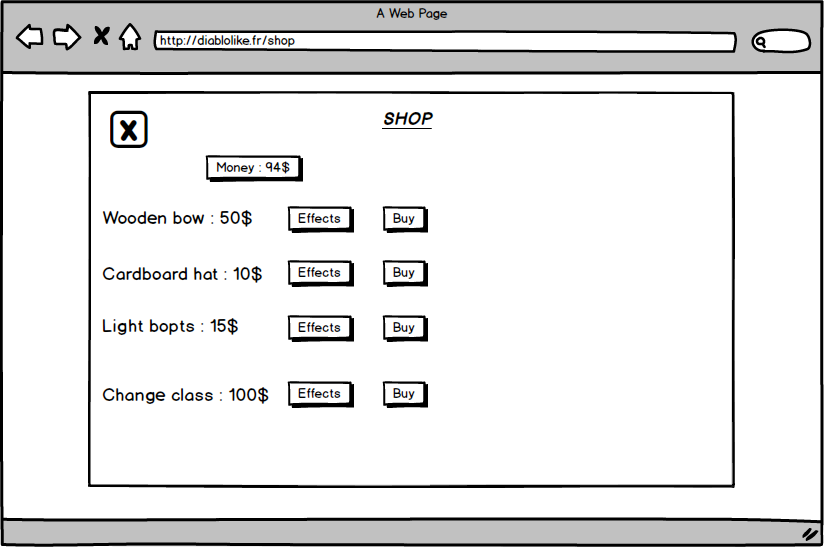 A Web Page
http://diablolike.fr/shop
X
SHOP
Money : 94$
Wooden bow : 50$ Effects Buy
Cardboard hat : 10$ Effects Buy
Light bopts : 15$ Effects Buy
Change class : 100$ Effects Buy